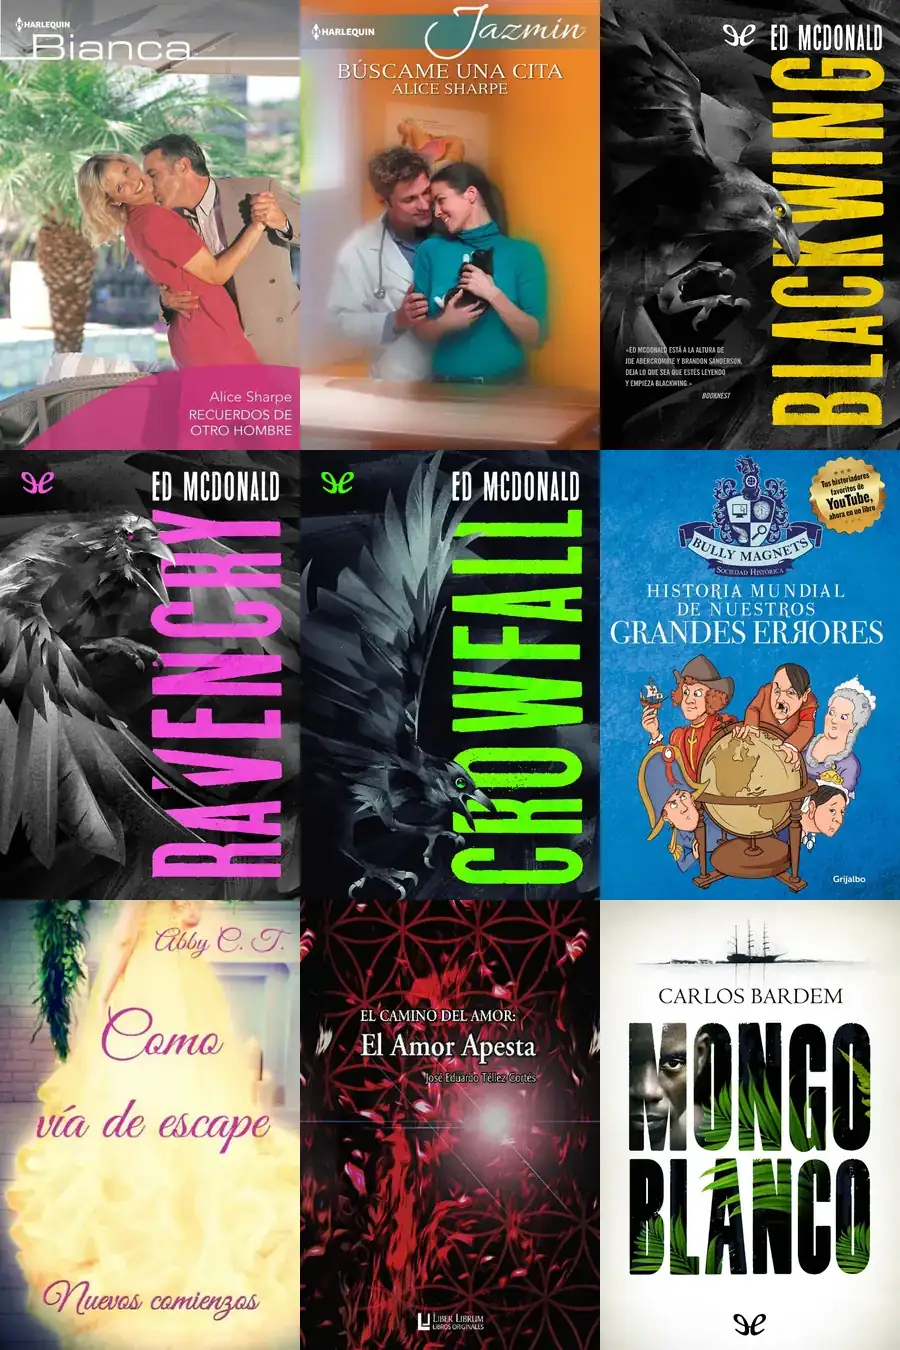 HARLEQUIN
Bianca
Alice Sharpe
RECUERDOS DE
OTRO HOMBRE
HARLEQUIN
Jazmín
BÚSCAME UNA CITA
ALICE SHARPE
ED MCDONALD
BLACKWING
«ED MCDONALD ESTÁ A LA ALTURA DE
JOE ABERCROMBIE Y BRANDON SANDERSON.
DEJA LO QUE SEA QUE ESTÉS LEYENDO
Y EMPIEZA BLACKWING.»
BOOKNEST
ED MCDONALD
RAVENCRY
ED MCDONALD
CROWFALL
Tus historiadores
favoritos de
YouTube,
ahora en un libro
BULLY MAGNETS
SOCIEDAD HISTÓRICA
HISTORIA MUNDIAL
DE NUESTROS
GRANDES ERRORES
Grijalbo
Abby C. T.
Como
vía de escape
Nuevos comienzos
EL CAMINO DEL AMOR:
El Amor Apesta
José Eduardo Téllez Cortés
LIBER LIBRUM
LIBROS ORIGINALES
CARLOS BARDEM
MONGO
BLANCO